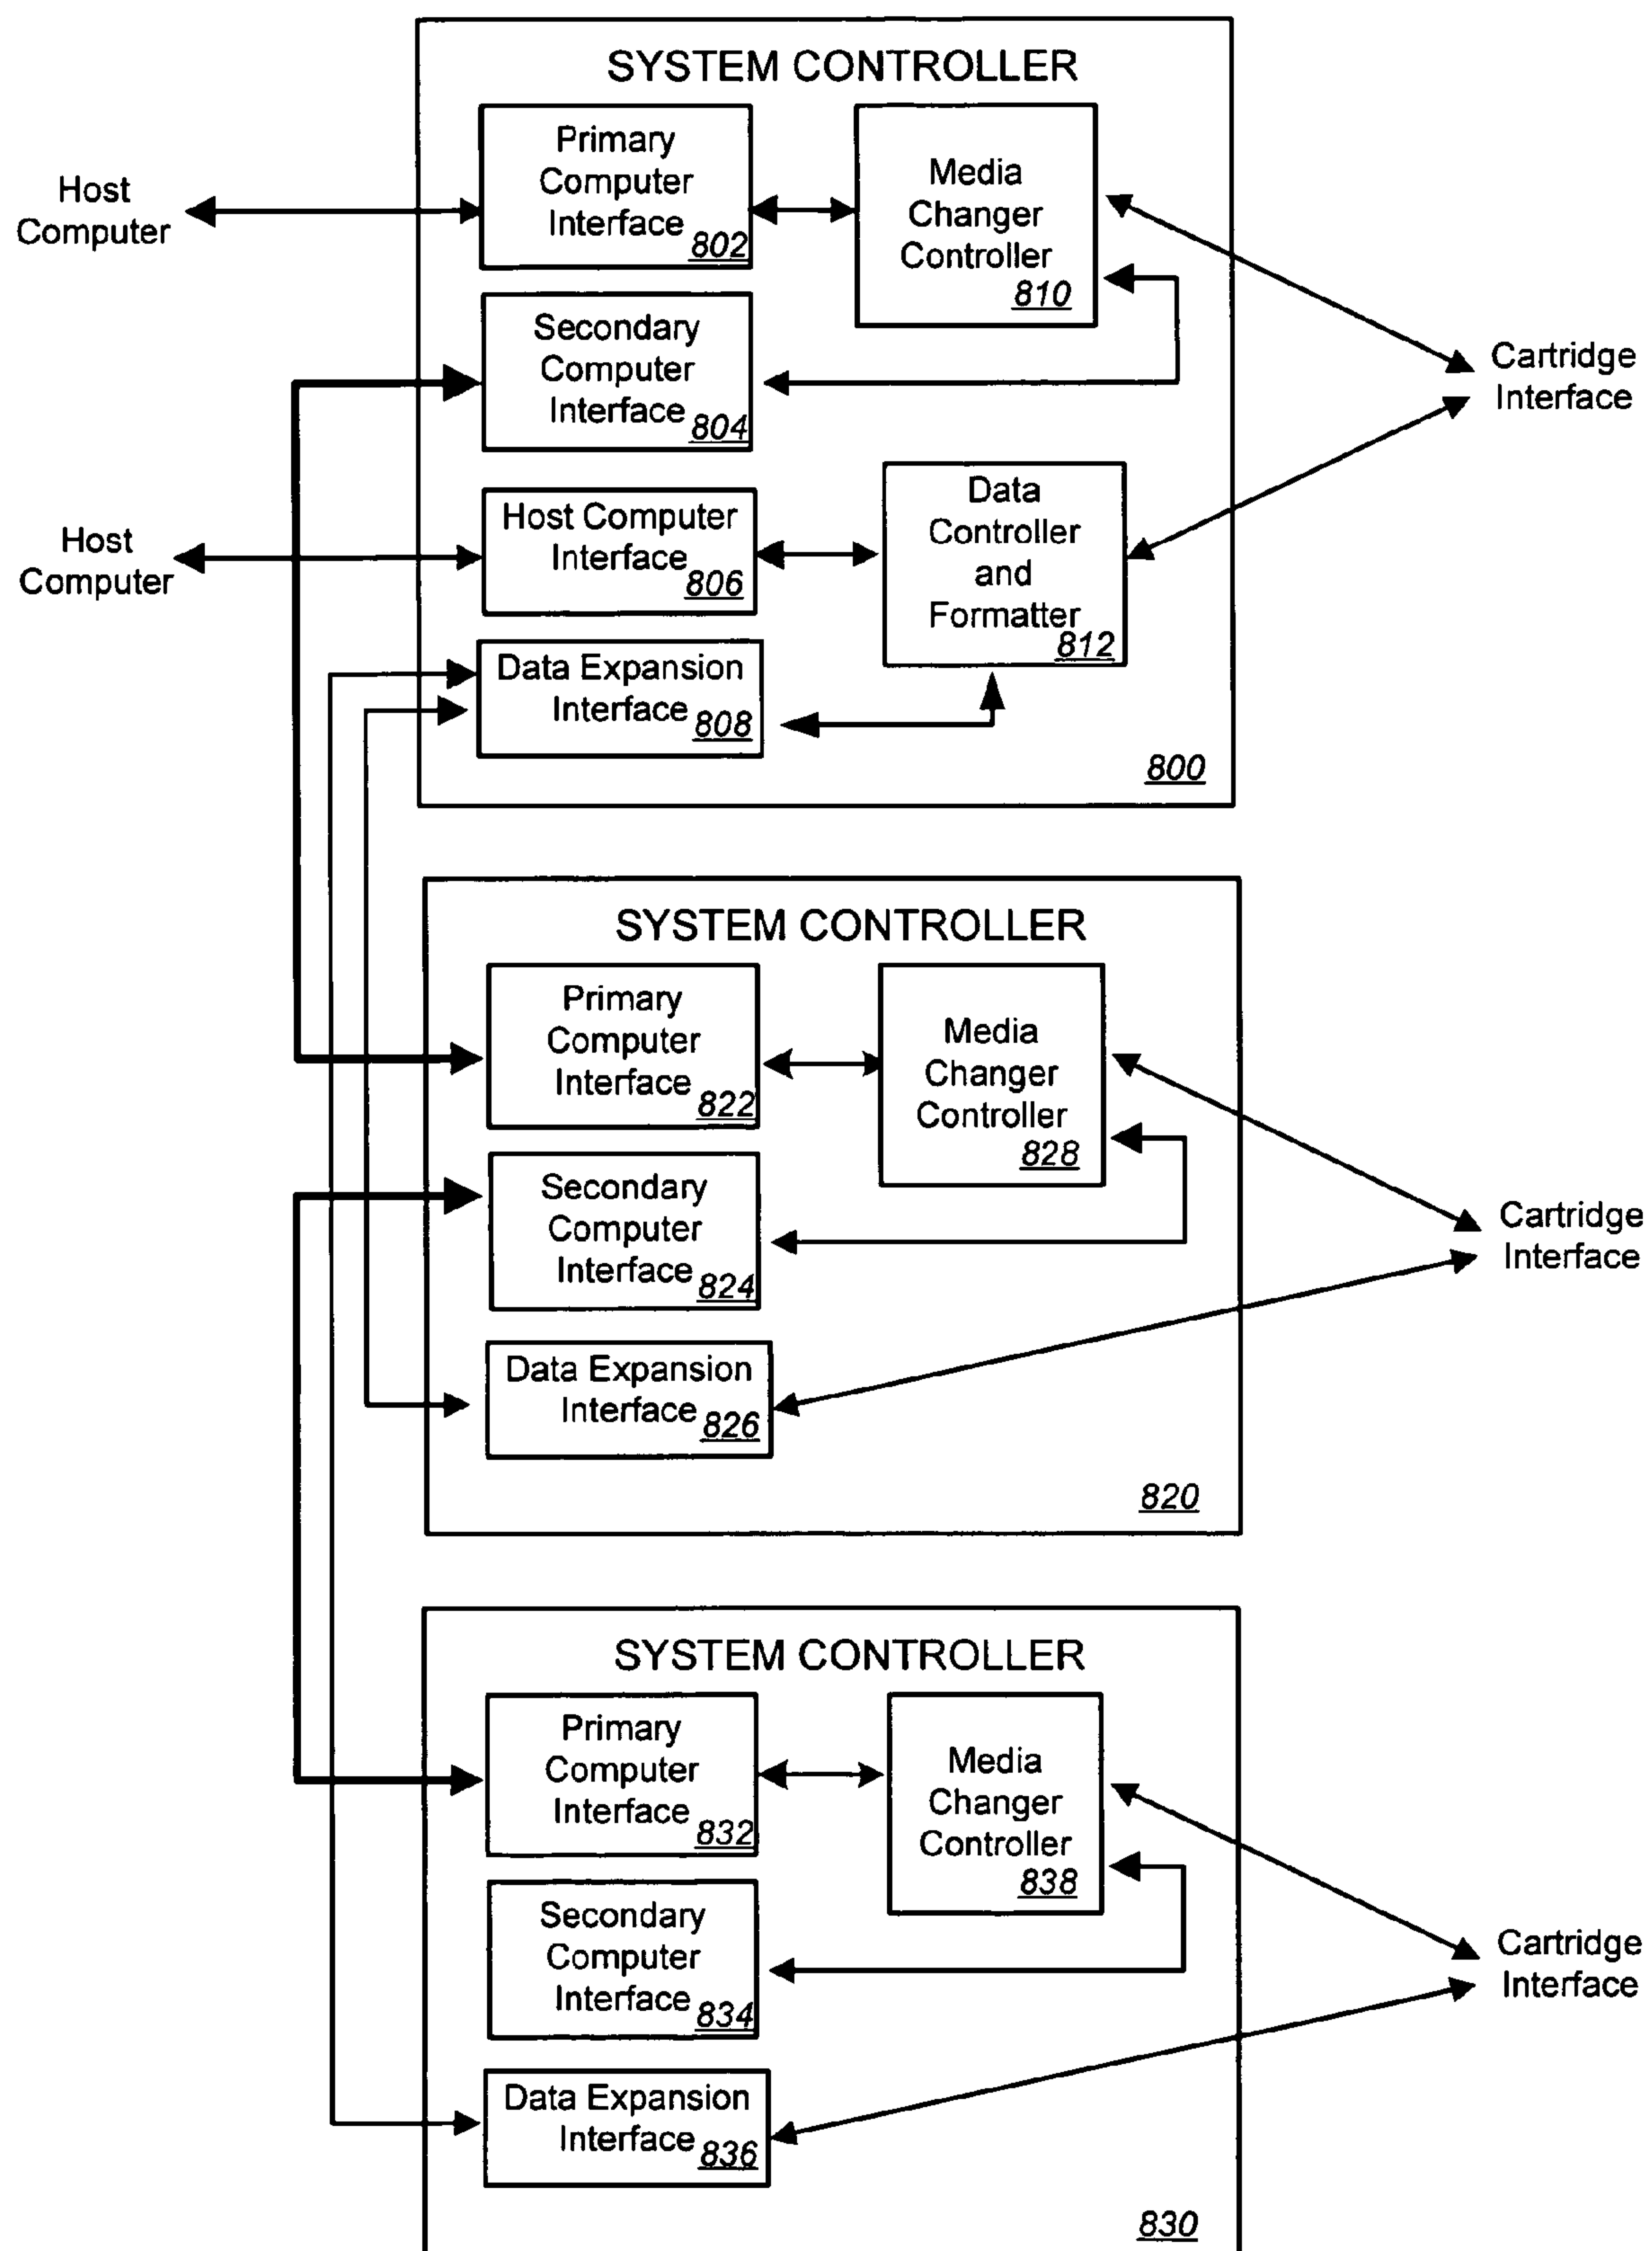 SYSTEM CONTROLLER
Primary
Computer
Interface
802
Media
Changer
Controller
810
Host
Computer
Secondary
Computer
Interface
804
Cartridge
Interface
Host Computer
Interface
806
Data
Controller
and
Formatter
812
Host
Computer
Data Expansion
Interface
808
800
SYSTEM CONTROLLER
Primary
Computer
Interface
822
Media
Changer
Controller
828
Secondary
Computer
Interface
824
Cartridge
Interface
Data Expansion
Interface
826
820
SYSTEM CONTROLLER
Primary
Computer
Interface
832
Media
Changer
Controller
838
Secondary
Computer
Interface
834
Cartridge
Interface
Data Expansion
Interface
836
830